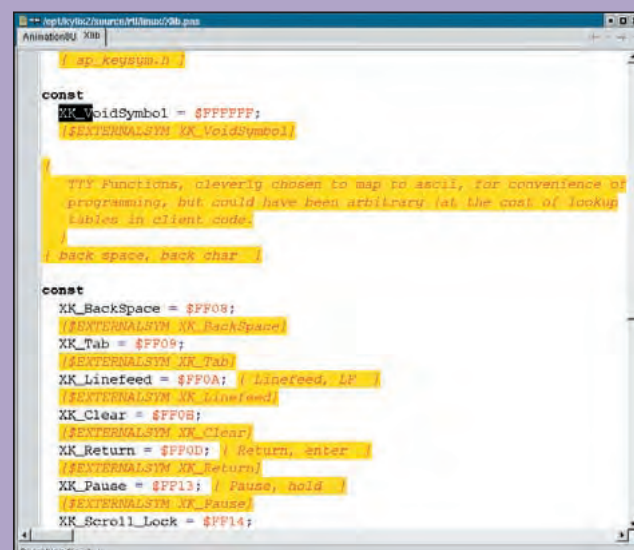 /opt/kylix2/source/rtl/linux/Xlib.pas
AnimationBU Xlib
{ ap_keysym.h }
const
XK_VoidSymbol = $FFFFFF;
{$EXTERNALSYM XK_VoidSymbol}
{
TTY Functions, cleverly chosen to map to ascii, for convenience of
programming, but could have been arbitrary (at the cost of lookup
tables in client code.
}
{ back space, back char }
const
XK_BackSpace = $FF08;
{$EXTERNALSYM XK_BackSpace}
XK_Tab = $FF09;
{$EXTERNALSYM XK_Tab}
XK_Linefeed = $FF0A; { Linefeed, LF }
{$EXTERNALSYM XK_Linefeed}
XK_Clear = $FF0B;
{$EXTERNALSYM XK_Clear}
XK_Return = $FF0D; { Return, enter }
{$EXTERNALSYM XK_Return}
XK_Pause = $FF13; { Pause, hold }
{$EXTERNALSYM XK_Pause}
XK_Scroll_Lock = $FF14;